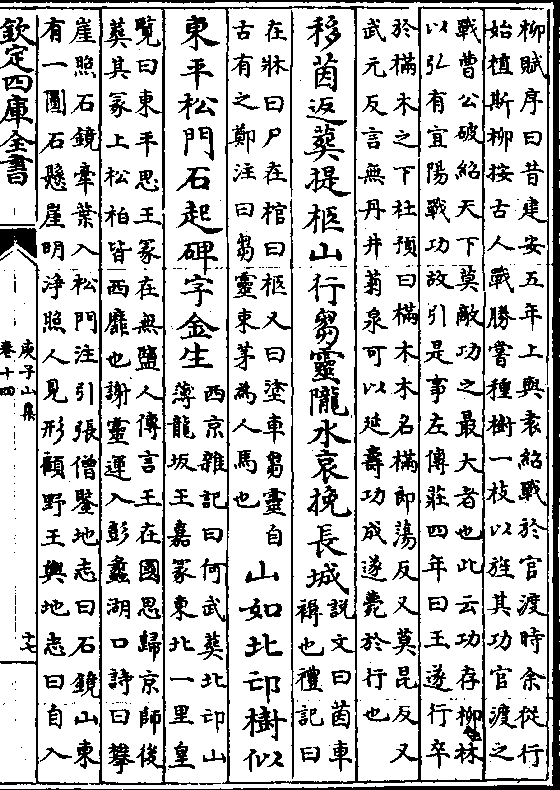 柳賦序曰昔建安五年上與袁紹戰於官渡時余從行
始植斯柳按古人戰勝嘗種樹一枝以旌其功官渡之
戰曹公破紹天下莫敵功之最大者也此云功存柳林
以弘有宜陽戰功故引是事左傳莊四年曰王遂行卒
於樠木之下杜預曰樠木木名樠郎蕩反又莫昆反又
武元反言無丹井菊泉可以延壽功成遂薨於行也
移茵返葬提柩山行芻靈隴水哀挽長城
説文曰茵車
褥也禮記曰
在牀曰尸在棺曰柩又曰塗車芻靈自
古有之鄭注曰芻靈束茅為人馬也
山如北邙樹似
東平松門石起碑字金生
西京雜記曰何武葬北邙山
薄龍坂王嘉冢東北一里皇
覽曰東平思王冢在無鹽人傳言王在國思歸京師後
葬其冢上松柏皆西靡也謝靈運入彭蠡湖口詩曰攀
崖照石鏡牽葉入松門注引張僧鑒地志曰石鏡山東
有一圓石懸崖明淨照人見形顧野王輿地志曰自入
欽定四庫全書
庾子山集
卷十四
十七